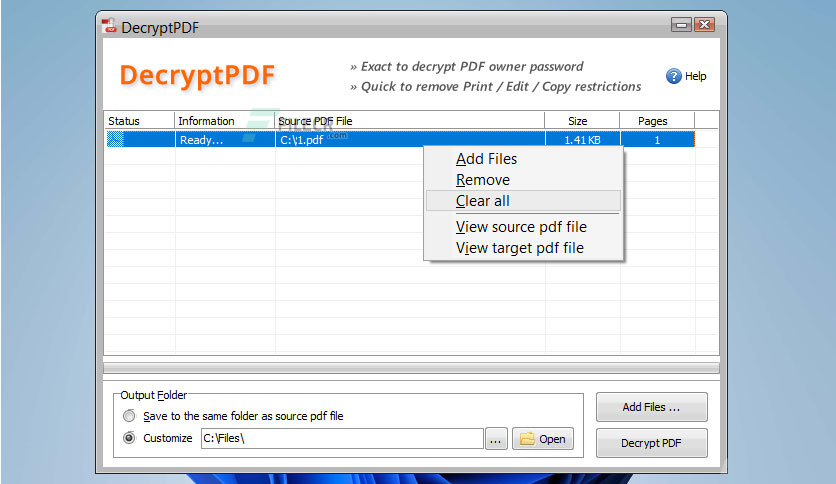 DecryptPDF
DecryptPDF
» Exact to decrypt PDF owner password
» Quick to remove Print / Edit / Copy restrictions
Help
Status Information Source PDF File Size Pages
FILECR
.com
Ready... C:\1.pdf 1.41 KB 1
Add Files
Remove
Clear all
View source pdf file
View target pdf file
Output Folder
Save to the same folder as source pdf file
Customize C:\Files\ ... Open
Add Files ...
Decrypt PDF